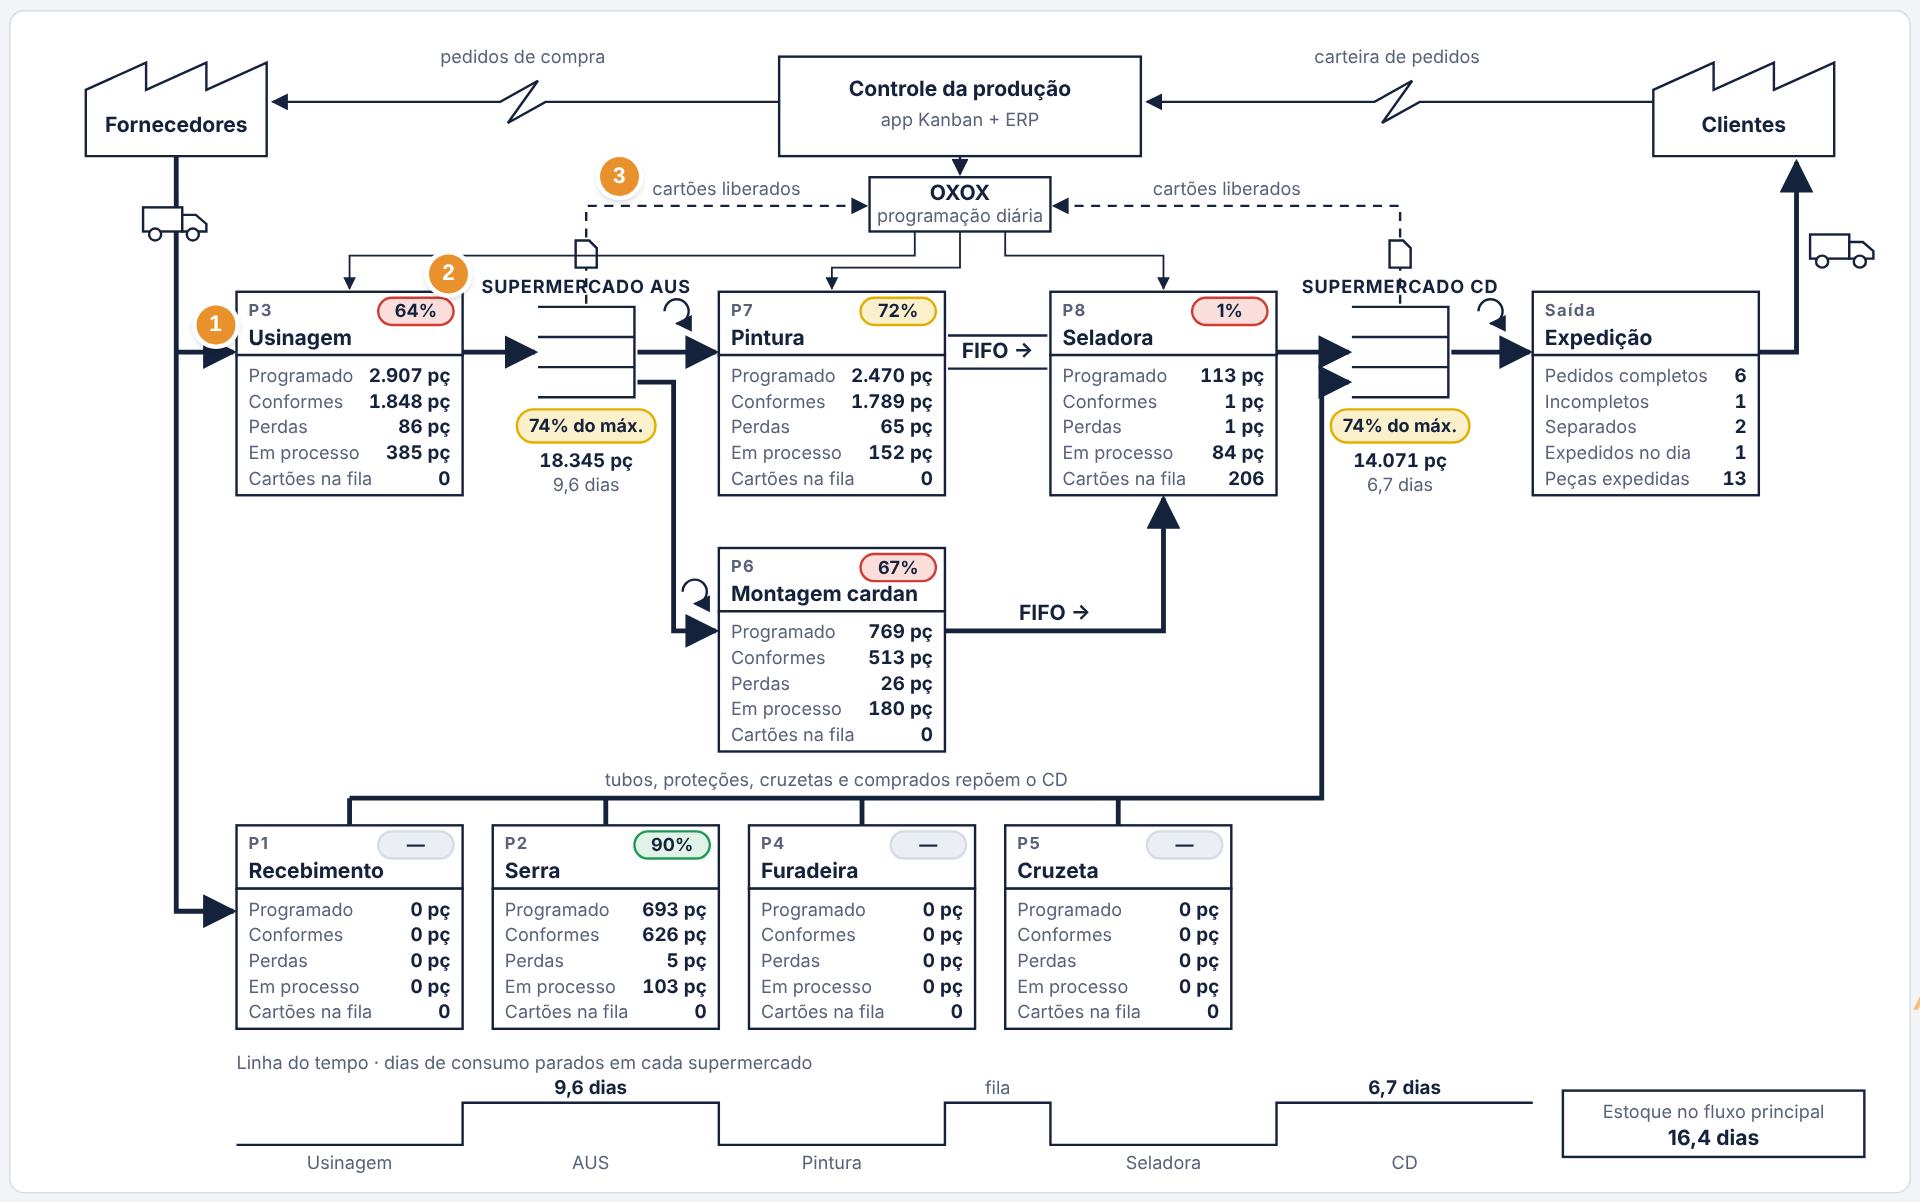 pedidos de compra
carteira de pedidos
Fornecedores
Controle da produção
app Kanban + ERP
Clientes
3
cartões liberados
OXOX
programação diária
cartões liberados
2
SUPERMERCADO AUS
SUPERMERCADO CD
1
P3
64%
Usinagem
Programado 2.907 pç
Conformes 1.848 pç
Perdas 86 pç
Em processo 385 pç
Cartões na fila 0
74% do máx.
18.345 pç
9,6 dias
P7
72%
Pintura
Programado 2.470 pç
Conformes 1.789 pç
Perdas 65 pç
Em processo 152 pç
Cartões na fila 0
FIFO →
P8
1%
Seladora
Programado 113 pç
Conformes 1 pç
Perdas 1 pç
Em processo 84 pç
Cartões na fila 206
74% do máx.
14.071 pç
6,7 dias
Saída
Expedição
Pedidos completos 6
Incompletos 1
Separados 2
Expedidos no dia 1
Peças expedidas 13
P6
67%
Montagem cardan
Programado 769 pç
Conformes 513 pç
Perdas 26 pç
Em processo 180 pç
Cartões na fila 0
FIFO →
tubos, proteções, cruzetas e comprados repõem o CD
P1
—
Recebimento
Programado 0 pç
Conformes 0 pç
Perdas 0 pç
Em processo 0 pç
Cartões na fila 0
P2
90%
Serra
Programado 693 pç
Conformes 626 pç
Perdas 5 pç
Em processo 103 pç
Cartões na fila 0
P4
—
Furadeira
Programado 0 pç
Conformes 0 pç
Perdas 0 pç
Em processo 0 pç
Cartões na fila 0
P5
—
Cruzeta
Programado 0 pç
Conformes 0 pç
Perdas 0 pç
Em processo 0 pç
Cartões na fila 0
Linha do tempo · dias de consumo parados em cada supermercado
9,6 dias
fila
6,7 dias
Usinagem
AUS
Pintura
Seladora
CD
Estoque no fluxo principal
16,4 dias